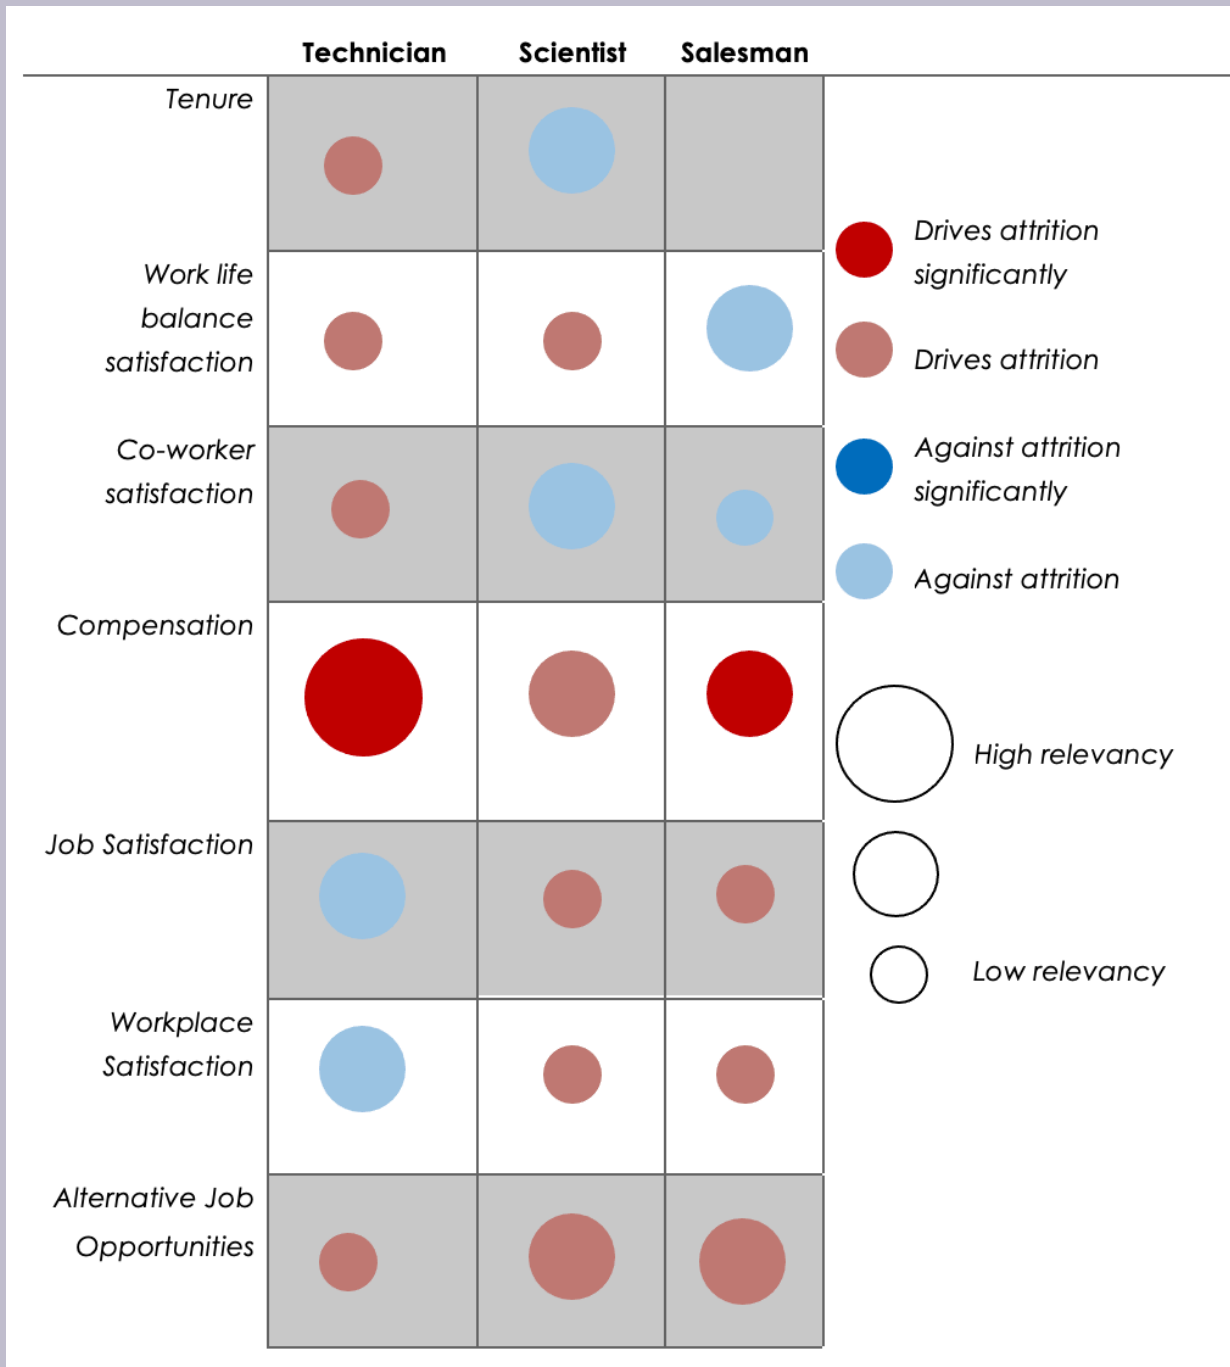 Technician Scientist Salesman
Tenure
Work life
balance
satisfaction
Co-worker
satisfaction
Compensation
Job Satisfaction
Workplace
Satisfaction
Alternative Job
Opportunities
Drives attrition
significantly
Drives attrition
Against attrition
significantly
Against attrition
High relevancy
Low relevancy